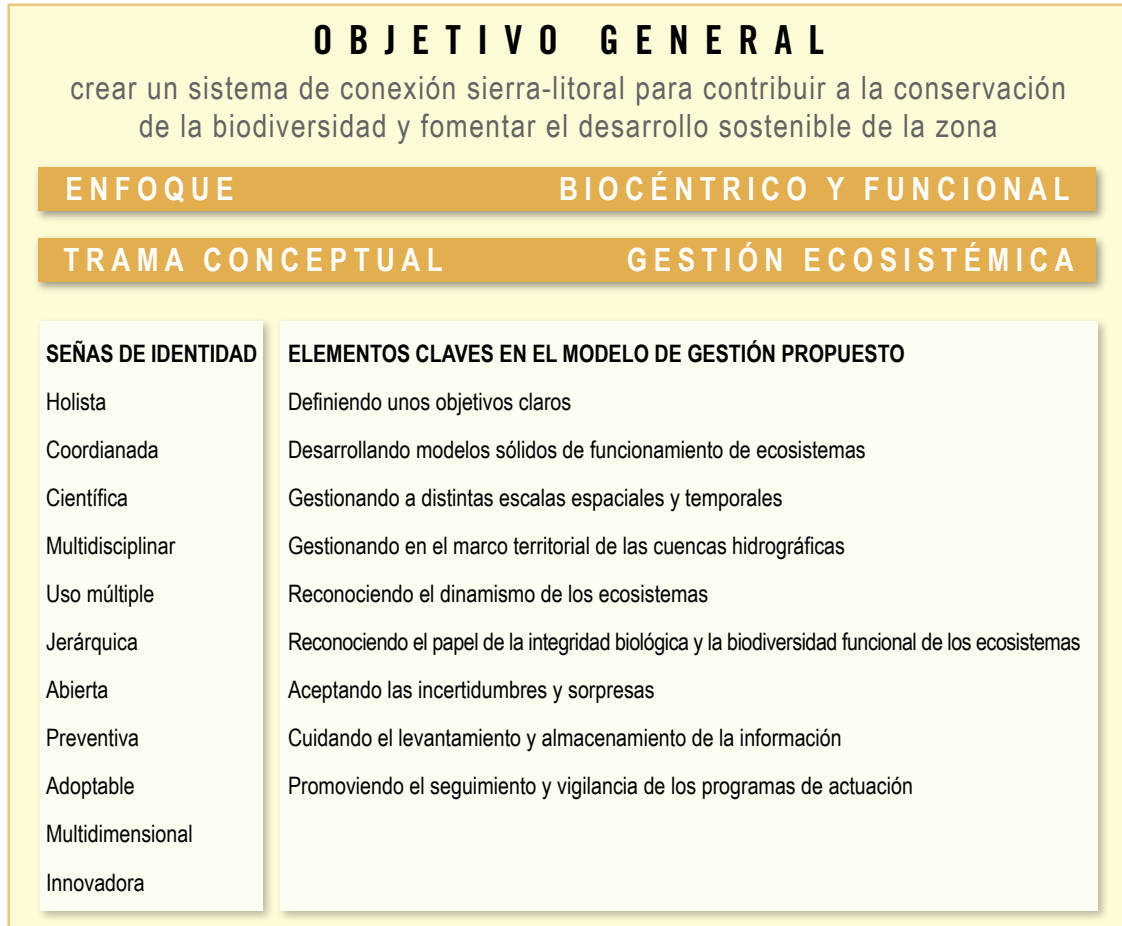 OBJETIVO GENERAL
crear un sistema de conexión sierra-litoral para contribuir a la conservación
de la biodiversidad y fomentar el desarrollo sostenible de la zona
ENFOQUE BIOCÉNTRICO Y FUNCIONAL
TRAMA CONCEPTUAL GESTIÓN ECOSISTÉMICA
SEÑAS DE IDENTIDAD
Holista
Coordianada
Científica
Multidisciplinar
Uso múltiple
Jerárquica
Abierta
Preventiva
Adoptable
Multidimensional
Innovadora
ELEMENTOS CLAVES EN EL MODELO DE GESTIÓN PROPUESTO
Definiendo unos objetivos claros
Desarrollando modelos sólidos de funcionamiento de ecosistemas
Gestionando a distintas escalas espaciales y temporales
Gestionando en el marco territorial de las cuencas hidrográficas
Reconociendo el dinamismo de los ecosistemas
Reconociendo el papel de la integridad biológica y la biodiversidad funcional de los ecosistemas
Aceptando las incertidumbres y sorpresas
Cuidando el levantamiento y almacenamiento de la información
Promoviendo el seguimiento y vigilancia de los programas de actuación